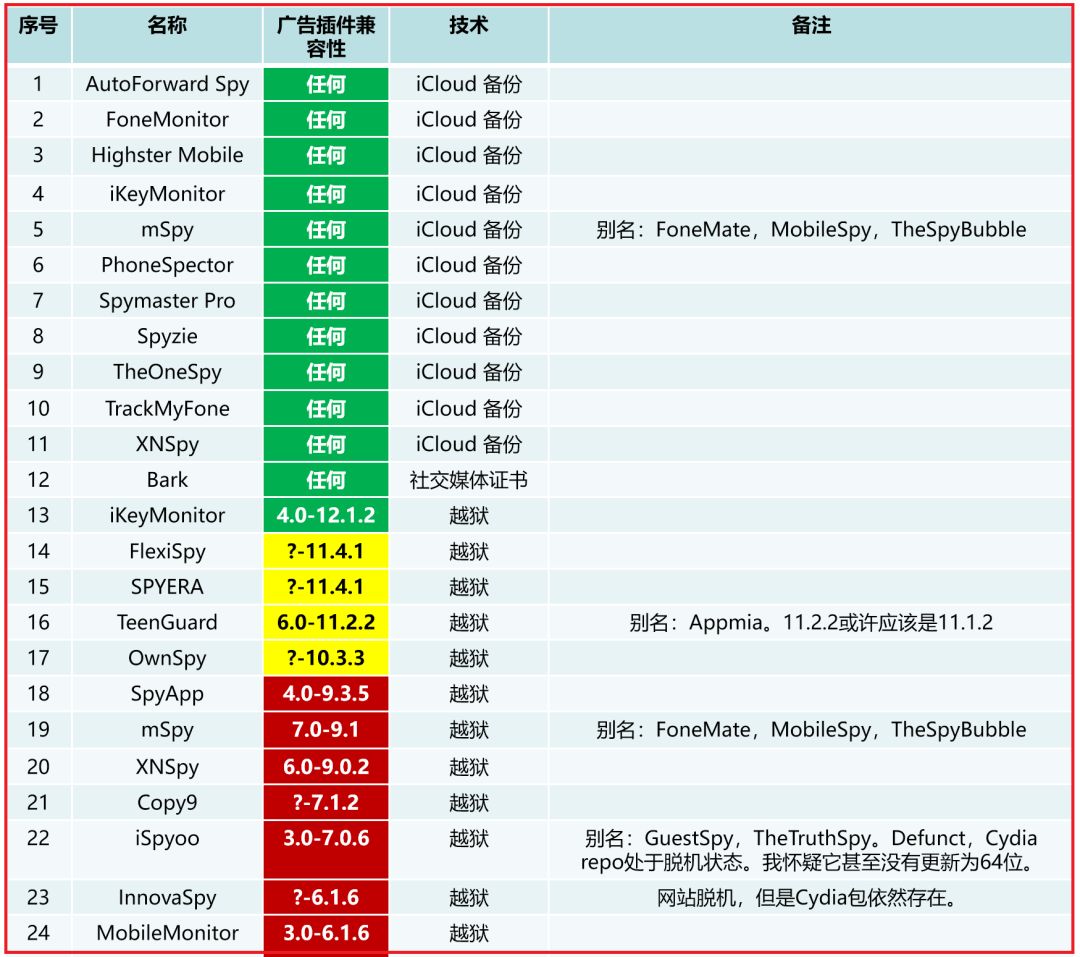 序号 名称 广告插件兼容性 技术 备注
1 AutoForward Spy 任何 iCloud 备份
2 FoneMonitor 任何 iCloud 备份
3 Highster Mobile 任何 iCloud 备份
4 iKeyMonitor 任何 iCloud 备份
5 mSpy 任何 iCloud 备份 别名：FoneMate，MobileSpy，TheSpyBubble
6 PhoneSpector 任何 iCloud 备份
7 Spymaster Pro 任何 iCloud 备份
8 Spyzie 任何 iCloud 备份
9 TheOneSpy 任何 iCloud 备份
10 TrackMyFone 任何 iCloud 备份
11 XNSpy 任何 iCloud 备份
12 Bark 任何 社交媒体证书
13 iKeyMonitor 4.0-12.1.2 越狱
14 FlexiSpy ?-11.4.1 越狱
15 SPYERA ?-11.4.1 越狱
16 TeenGuard 6.0-11.2.2 越狱 别名：Appmia。11.2.2或许应该是11.1.2
17 OwnSpy ?-10.3.3 越狱
18 SpyApp 4.0-9.3.5 越狱
19 mSpy 7.0-9.1 越狱 别名：FoneMate，MobileSpy，TheSpyBubble
20 XNSpy 6.0-9.0.2 越狱
21 Copy9 ?-7.1.2 越狱
22 iSpyoo 3.0-7.0.6 越狱 别名：GuestSpy，TheTruthSpy。Defunct，Cydia
repo处于脱机状态。我怀疑它甚至没有更新为64位。
23 InnovaSpy ?-6.1.6 越狱 网站脱机，但是Cydia包依然存在。
24 MobileMonitor 3.0-6.1.6 越狱